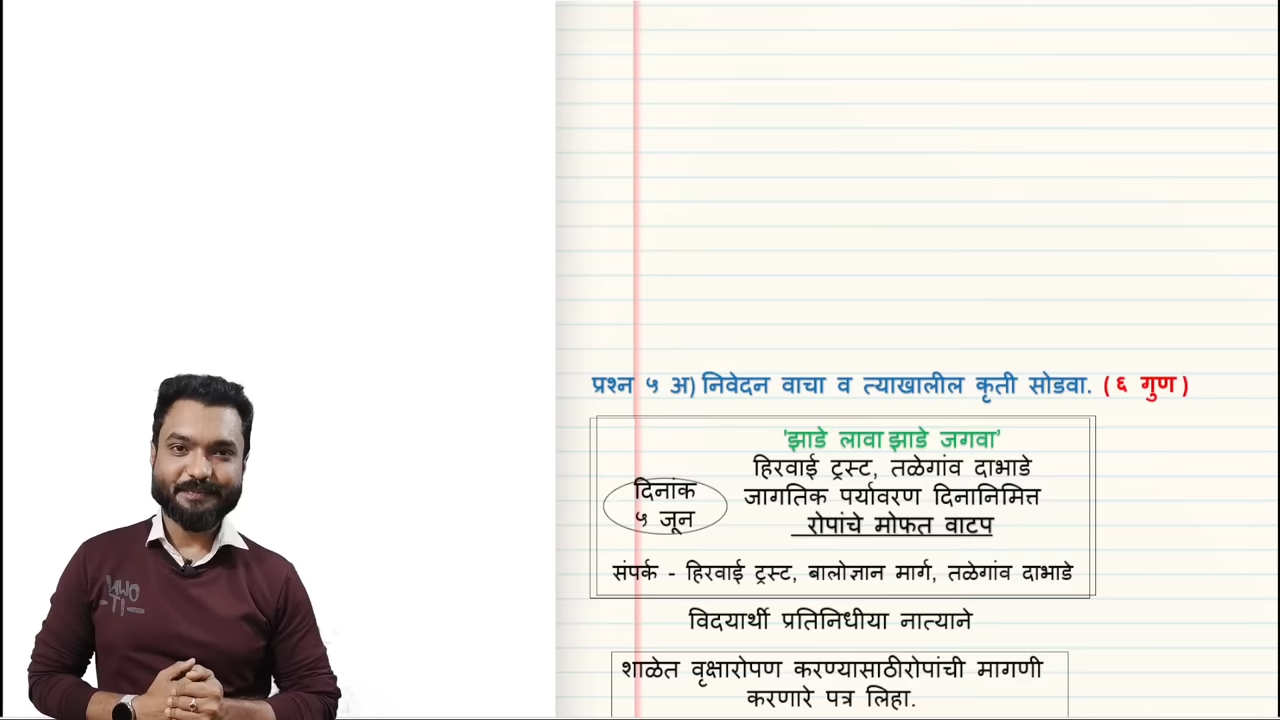 प्रश्न ५ अ) निवेदन वाचा व त्याखालील कृती सोडवा. ( ६ गुण )
'झाडे लावा झाडे जगवा'
हिरवाई ट्रस्ट, तळेगांव दाभाडे
दिनांक
५ जून
जागतिक पर्यावरण दिनानिमित्त
रोपांचे मोफत वाटप
संपर्क - हिरवाई ट्रस्ट, बालोज्ञान मार्ग, तळेगांव दाभाडे
विदयार्थी प्रतिनिधीया नात्याने
शाळेत वृक्षारोपण करण्यासाठीरोपांची मागणी
करणारे पत्र लिहा.